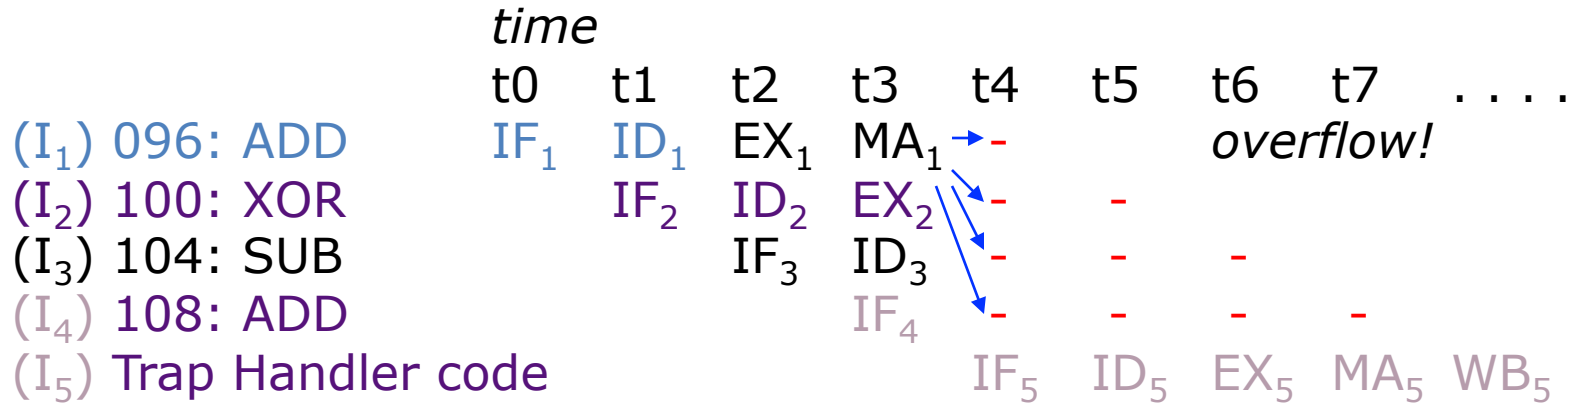 time
t0 t1 t2 t3 t4 t5 t6 t7 . . . .
(I₁) 096: ADD IF₁ ID₁ EX₁ MA₁ - overflow!
(I₂) 100: XOR IF₂ ID₂ EX₂ - -
(I₃) 104: SUB IF₃ ID₃ - - -
(I₄) 108: ADD IF₄ - - - -
(I₅) Trap Handler code IF₅ ID₅ EX₅ MA₅ WB₅